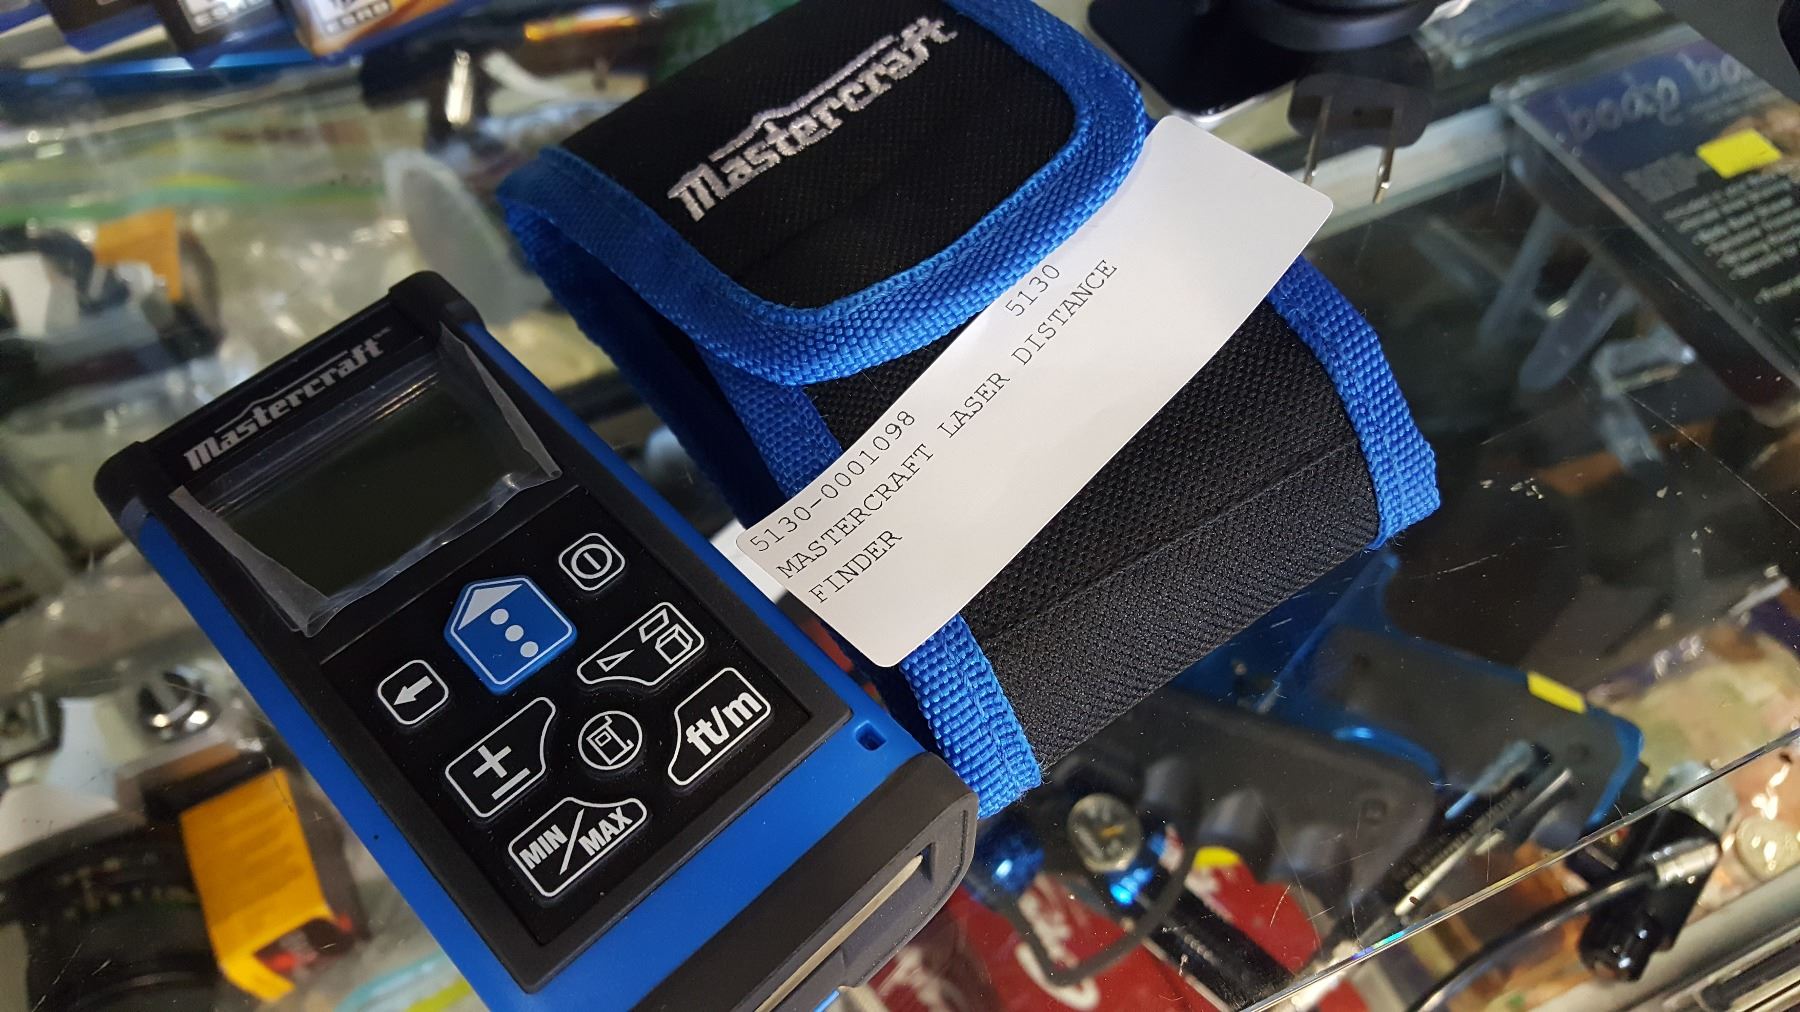 Mastercraft
5130
5130-0001098
MASTERCRAFT LASER DISTANCE
FINDER
Mastercraft
ft/m
±
MIN/MAX